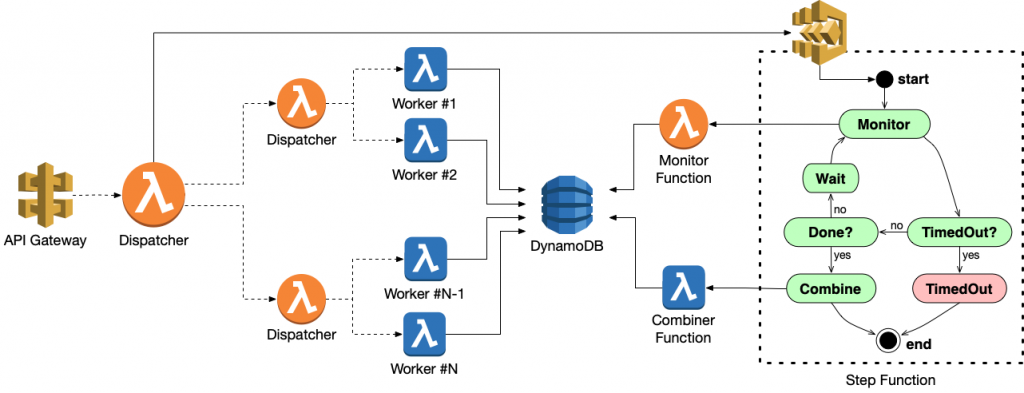 API Gateway
Dispatcher
Dispatcher
Dispatcher
Worker #1
Worker #2
Worker #N-1
Worker #N
DynamoDB
Monitor
Function
Combiner
Function
start
Monitor
Wait
no
Done?
no
TimedOut?
yes
yes
Combine
TimedOut
end
Step Function